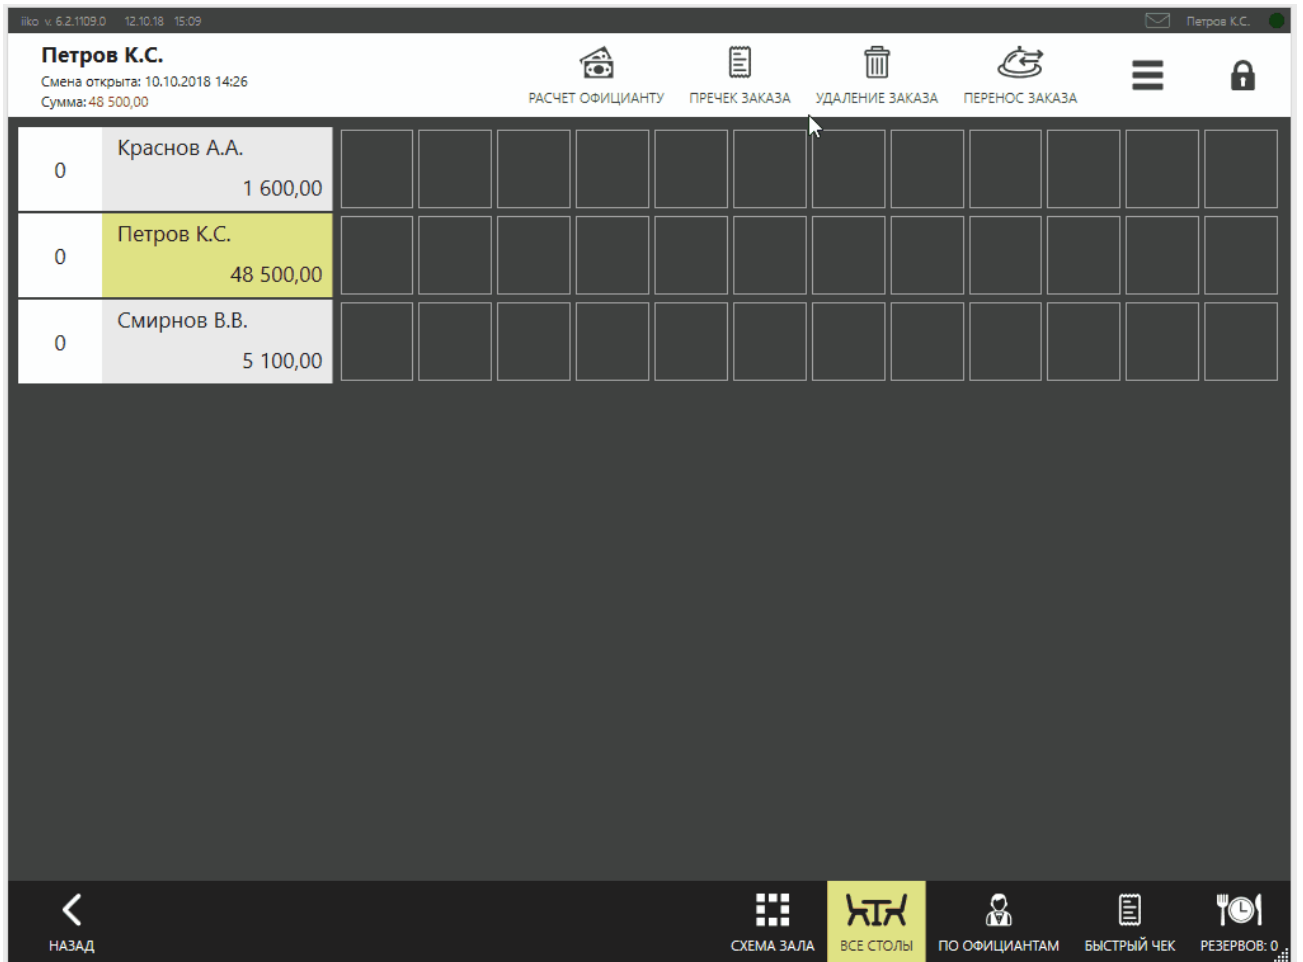 iiko v. 6.2.1109.0 12.10.18 15:09 Петров К.С.
Петров К.С.
Смена открыта: 10.10.2018 14:26
Сумма: 48 500,00
РАСЧЕТ ОФИЦИАНТУ ПРЕЧЕК ЗАКАЗА УДАЛЕНИЕ ЗАКАЗА ПЕРЕНОС ЗАКАЗА
Краснов А.А.
0
1 600,00
Петров К.С.
0
48 500,00
Смирнов В.В.
0
5 100,00
НАЗАД СХЕМА ЗАЛА ВСЕ СТОЛЫ ПО ОФИЦИАНТАМ БЫСТРЫЙ ЧЕК РЕЗЕРВОВ: 0